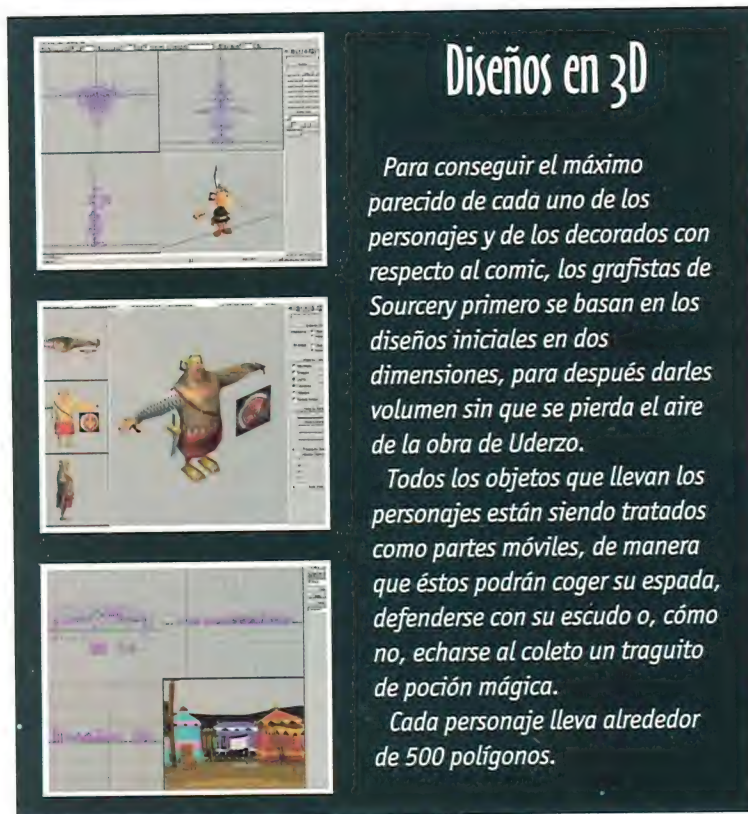 Diseños en 3D
Para conseguir el máximo
parecido de cada uno de los
personajes y de los decorados con
respecto al comic, los grafistas de
Sourcery primero se basan en los
diseños iniciales en dos
dimensiones, para después darles
volumen sin que se pierda el aire
de la obra de Uderzo.
Todos los objetos que llevan los
personajes están siendo tratados
como partes móviles, de manera
que éstos podrán coger su espada,
defenderse con su escudo o, cómo
no, echarse al coleto un traguito
de poción mágica.
Cada personaje lleva alrededor
de 500 polígonos.